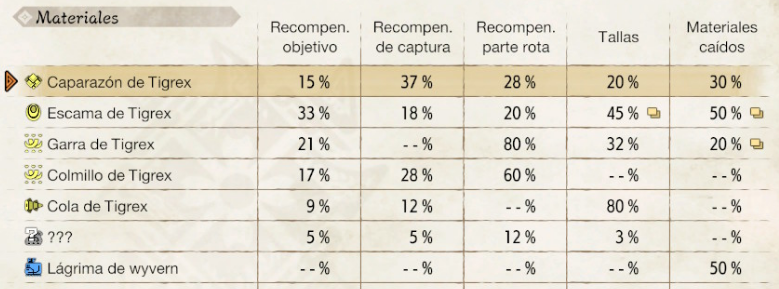 Materiales
Recompen. objetivo Recompen. de captura Recompen. parte rota Tallas Materiales caídos
Caparazón de Tigrex 15 % 37 % 28 % 20 % 30 %
Escama de Tigrex 33 % 18 % 20 % 45 % 50 %
Garra de Tigrex 21 % - - % 80 % 32 % 20 %
Colmillo de Tigrex 17 % 28 % 60 % - - % - - %
Cola de Tigrex 9 % 12 % - - % 80 % - - %
??? 5 % 5 % 12 % 3 % - - %
Lágrima de wyvern - - % - - % - - % - - % 50 %